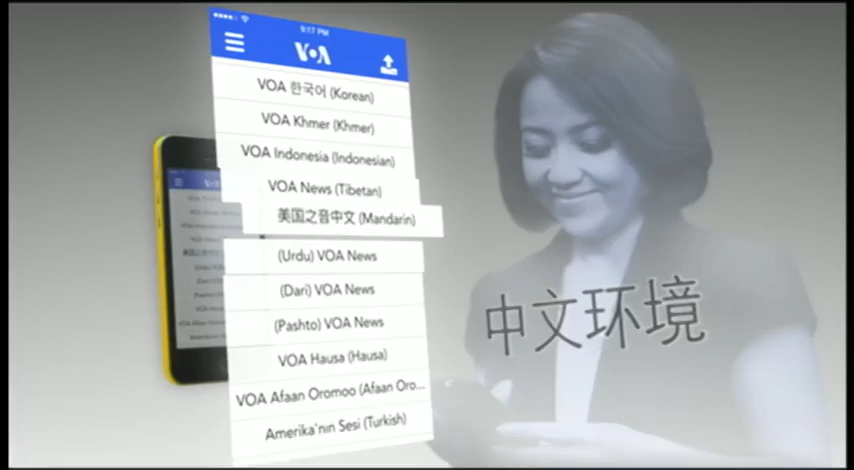 9:17 PM
VOA
VOA 한국어 (Korean)
VOA Khmer (Khmer)
VOA Indonesia (Indonesian)
VOA News (Tibetan)
美国之音中文 (Mandarin)
(Urdu) VOA News
(Dari) VOA News
(Pashto) VOA News
VOA Hausa (Hausa)
VOA Afaan Oromoo (Afaan Oro...
Amerika'nın Sesi (Turkish)
中文环境